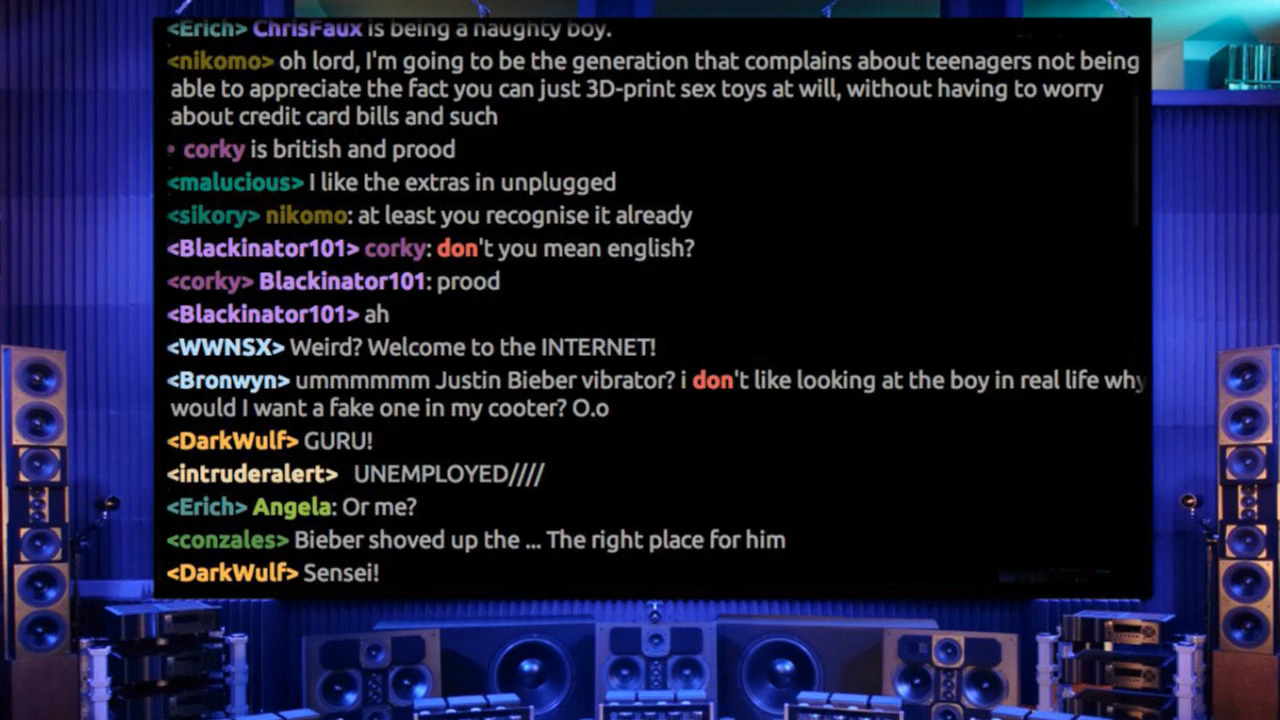 <Erich> ChrisFaux is being a naughty boy.
<nikomo> oh lord, I'm going to be the generation that complains about teenagers not being
able to appreciate the fact you can just 3D-print sex toys at will, without having to worry
about credit card bills and such
• corky is british and prood
<malucious> I like the extras in unplugged
<sikory> nikomo: at least you recognise it already
<Blackinator101> corky: don't you mean english?
<corky> Blackinator101: prood
<Blackinator101> ah
<WWNSX> Weird? Welcome to the INTERNET!
<Bronwyn> ummmmmm Justin Bieber vibrator? i don't like looking at the boy in real life why
would I want a fake one in my cooter? O.o
<DarkWulf> GURU!
<intruderalert> UNEMPLOYED////
<Erich> Angela: Or me?
<conzales> Bieber shoved up the ... The right place for him
<DarkWulf> Sensei!